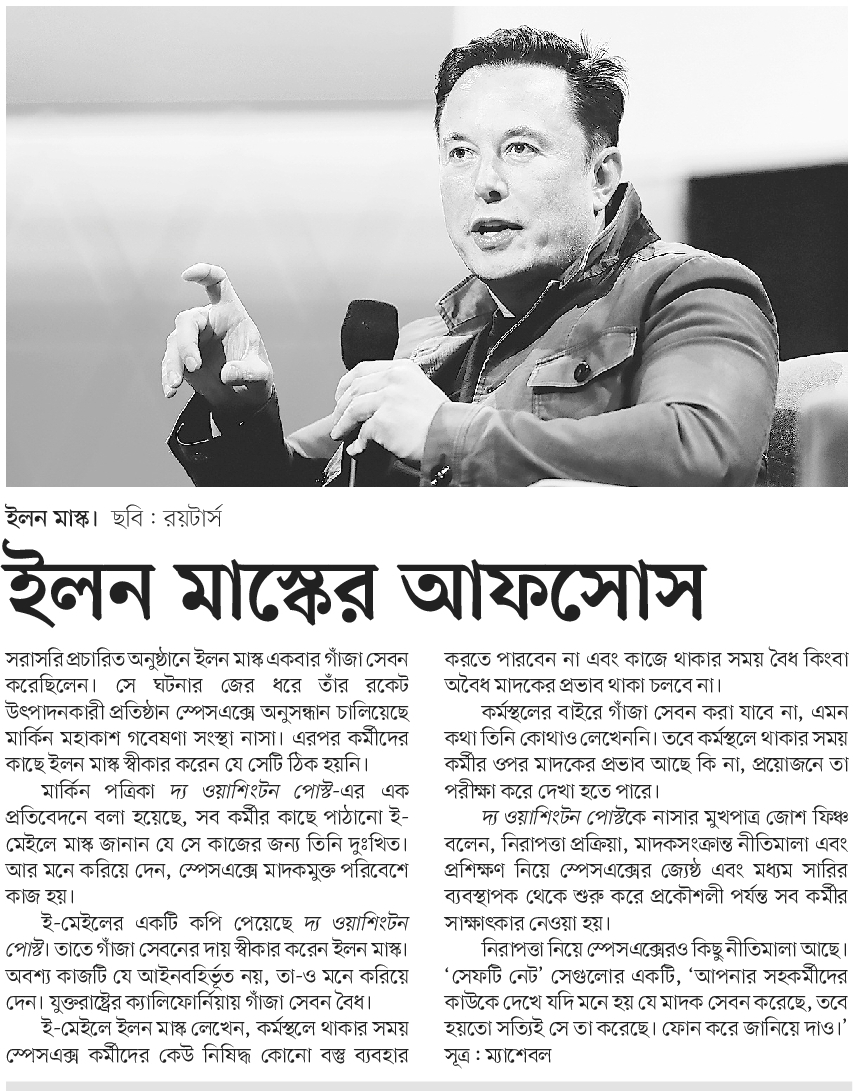 ইলন মাস্ক। ছবি : রয়টার্স
ইলন মাস্কের আফসোস
সরাসরি প্রচারিত অনুষ্ঠানে ইলন মাস্ক একবার গাঁজা সেবন
করেছিলেন। সে ঘটনার জের ধরে তাঁর রকেট
উৎপাদনকারী প্রতিষ্ঠান স্পেসএক্সে অনুসন্ধান চালিয়েছে
মার্কিন মহাকাশ গবেষণা সংস্থা নাসা। এরপর কর্মীদের
কাছে ইলন মাস্ক স্বীকার করেন যে সেটি ঠিক হয়নি।
মার্কিন পত্রিকা দ্য ওয়াশিংটন পোস্ট-এর এক
প্রতিবেদনে বলা হয়েছে, সব কর্মীর কাছে পাঠানো ই-
মেইলে মাস্ক জানান যে সে কাজের জন্য তিনি দুঃখিত।
আর মনে করিয়ে দেন, স্পেসএক্সে মাদকমুক্ত পরিবেশে
কাজ হয়।
ই-মেইলের একটি কপি পেয়েছে দ্য ওয়াশিংটন
পোস্ট। তাতে গাঁজা সেবনের দায় স্বীকার করেন ইলন মাস্ক।
অবশ্য কাজটি যে আইনবহির্ভূত নয়, তা-ও মনে করিয়ে
দেন। যুক্তরাষ্ট্রের ক্যালিফোর্নিয়ায় গাঁজা সেবন বৈধ।
ই-মেইলে ইলন মাস্ক লেখেন, কর্মস্থলে থাকার সময়
স্পেসএক্স কর্মীদের কেউ নিষিদ্ধ কোনো বস্তু ব্যবহার
করতে পারবেন না এবং কাজে থাকার সময় বৈধ কিংবা
অবৈধ মাদকের প্রভাব থাকা চলবে না।
কর্মস্থলের বাইরে গাঁজা সেবন করা যাবে না, এমন
কথা তিনি কোথাও লেখেননি। তবে কর্মস্থলে থাকার সময়
কর্মীর ওপর মাদকের প্রভাব আছে কি না, প্রয়োজনে তা
পরীক্ষা করে দেখা হতে পারে।
দ্য ওয়াশিংটন পোস্টকে নাসার মুখপাত্র জোশ ফিঞ্চ
বলেন, নিরাপত্তা প্রক্রিয়া, মাদকসংক্রান্ত নীতিমালা এবং
প্রশিক্ষণ নিয়ে স্পেসএক্সের জ্যেষ্ঠ এবং মধ্যম সারির
ব্যবস্থাপক থেকে শুরু করে প্রকৌশলী পর্যন্ত সব কর্মীর
সাক্ষাৎকার নেওয়া হয়।
নিরাপত্তা নিয়ে স্পেসএক্সেরও কিছু নীতিমালা আছে।
‘সেফটি নেট’ সেগুলোর একটি, ‘আপনার সহকর্মীদের
কাউকে দেখে যদি মনে হয় যে মাদক সেবন করেছে, তবে
হয়তো সত্যিই সে তা করেছে। ফোন করে জানিয়ে দাও।’
সূত্র : ম্যাশেবল